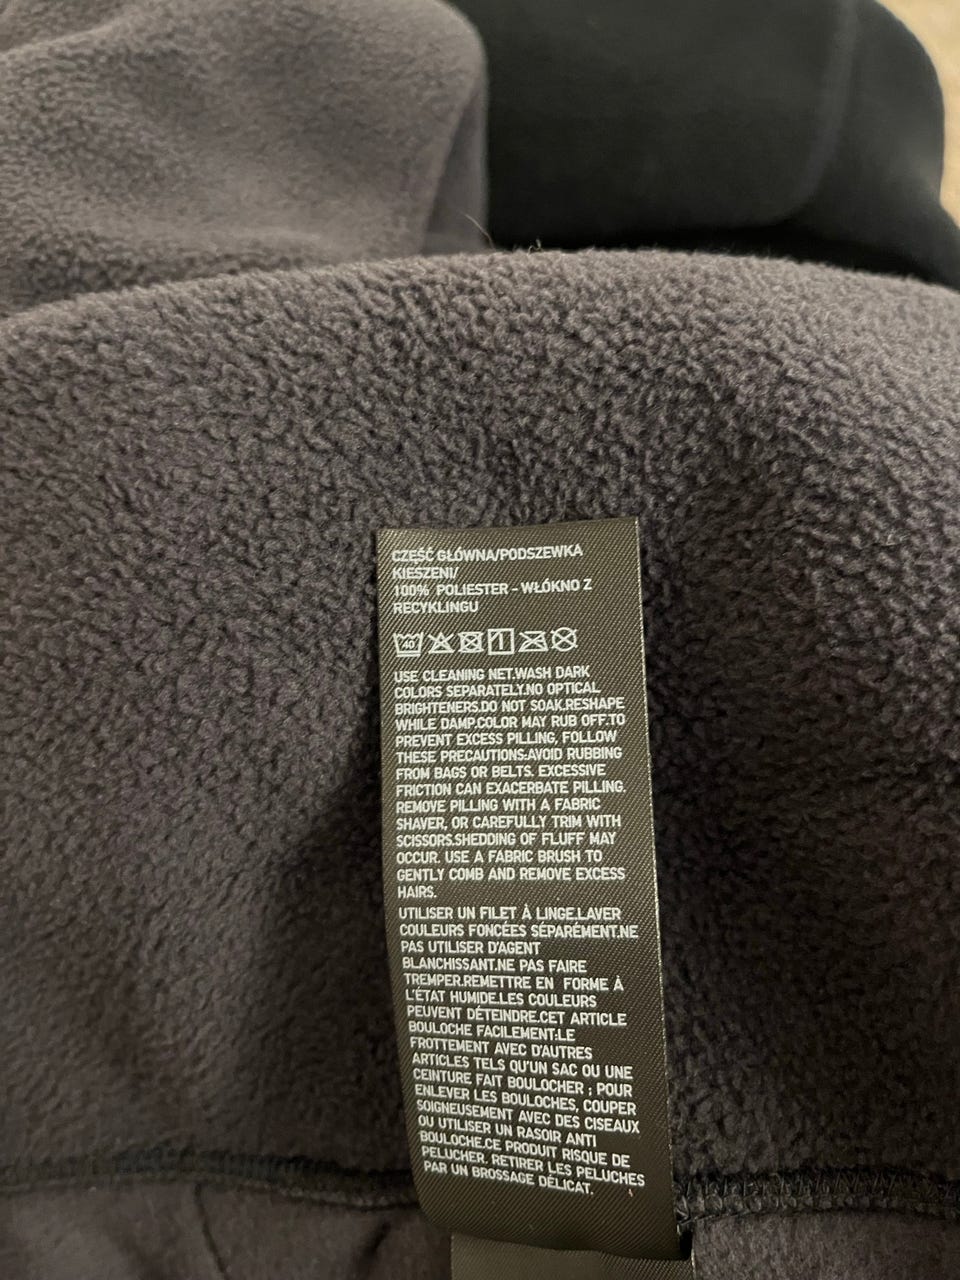 CZĘŚĆ GŁÓWNA/PODSZEWKA
KIESZENI/
100% POLIESTER - WŁÓKNO Z
RECYKLINGU
40
USE CLEANING NET.WASH DARK
COLORS SEPARATELY.NO OPTICAL
BRIGHTENERS.DO NOT SOAK.RESHAPE
WHILE DAMP.COLOR MAY RUB OFF.TO
PREVENT EXCESS PILLING, FOLLOW
THESE PRECAUTIONS:AVOID RUBBING
FROM BAGS OR BELTS. EXCESSIVE
FRICTION CAN EXACERBATE PILLING.
REMOVE PILLING WITH A FABRIC
SHAVER, OR CAREFULLY TRIM WITH
SCISSORS.SHEDDING OF FLUFF MAY
OCCUR. USE A FABRIC BRUSH TO
GENTLY COMB AND REMOVE EXCESS
HAIRS.
UTILISER UN FILET À LINGE.LAVER
COULEURS FONCÉES SÉPARÉMENT.NE
PAS UTILISER D'AGENT
BLANCHISSANT.NE PAS FAIRE
TREMPER.REMETTRE EN FORME À
L'ÉTAT HUMIDE.LES COULEURS
PEUVENT DÉTEINDRE.CET ARTICLE
BOULOCHE FACILEMENT:LE
FROTTEMENT AVEC D'AUTRES
ARTICLES TELS QU'UN SAC OU UNE
CEINTURE FAIT BOULOCHER ; POUR
ENLEVER LES BOULOCHES, COUPER
SOIGNEUSEMENT AVEC DES CISEAUX
OU UTILISER UN RASOIR ANTI
BOULOCHE.CE PRODUIT RISQUE DE
PELUCHER. RETIRER LES PELUCHES
PAR UN BROSSAGE DÉLICAT.